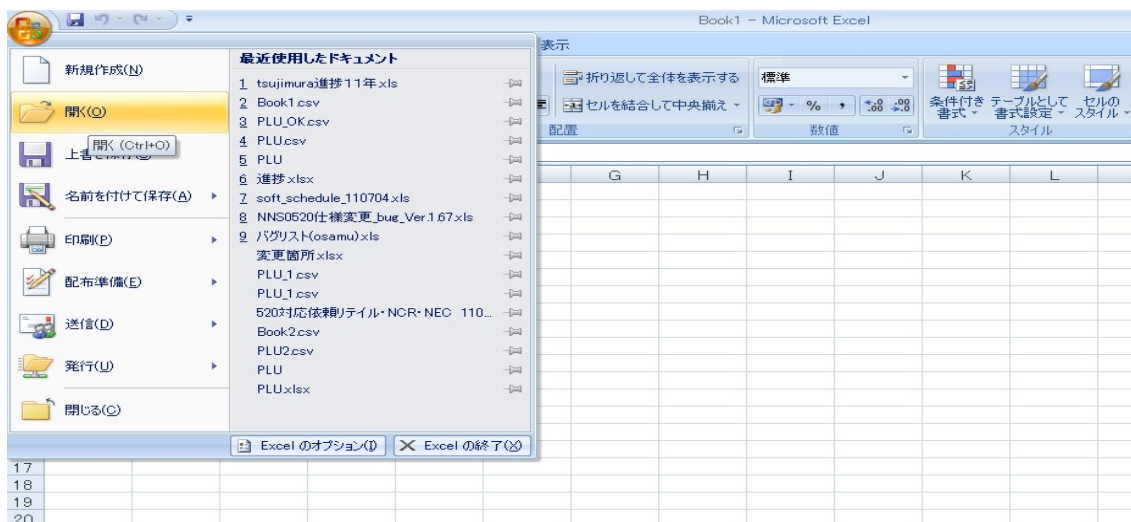 Book1 - Microsoft Excel
表示
新規作成(N)
開く(O)
開く (Ctrl+O)
名前を付けて保存(A)
印刷(P)
配布準備(E)
送信(D)
発行(U)
閉じる(C)
最近使用したドキュメント
1 tsujimura進捗11年.xls
2 Book1.csv
3 PLU_OK.csv
4 PLU.csv
5 PLU
6 進捗.xlsx
7 soft_schedule_110704.xls
8 NNS0520仕様変更_bug_Ver.1.67.xls
9 バグリスト(osamu).xls
変更箇所.xlsx
PLU_1.csv
PLU_1.csv
520対応依頼リテイル・NCR・NEC 110...
Book2.csv
PLU2.csv
PLU
PLU.xlsx
Excel のオプション(I)
Excel の終了(X)
折り返して全体を表示する
セルを結合して中央揃え
配置
標準
% ,
.0 .00
.00 .0
数値
条件付き書式
テーブルとして書式設定
セルのスタイル
スタイル
G H I J K L
17
18
19
20